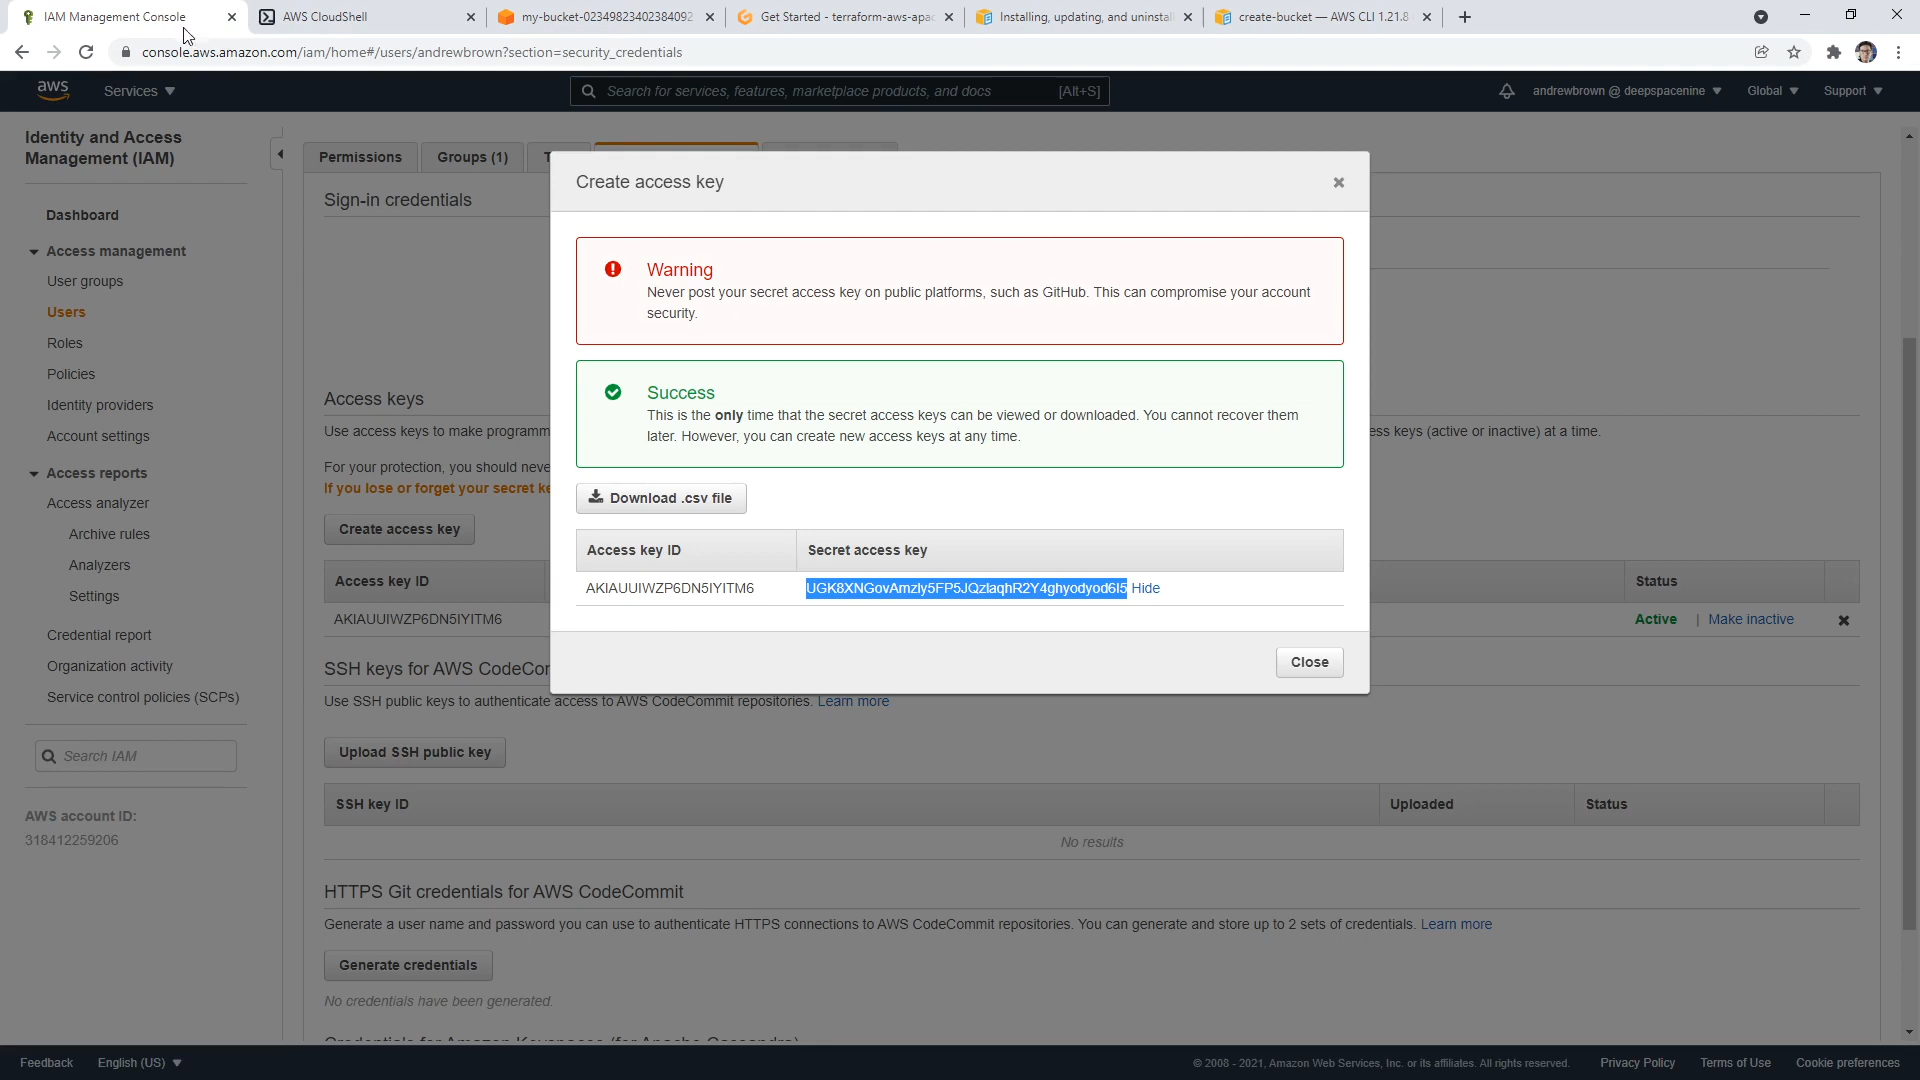 IAM Management Console
AWS CloudShell
my-bucket-02349823402384092
Get Started - terraform-aws-apac
Installing, updating, and uninstal
create-bucket — AWS CLI 1.21.8
console.aws.amazon.com/iam/home#/users/andrewbrown?section=security_credentials
aws
Services
Search for services, features, marketplace products, and docs
[Alt+S]
andrewbrown @ deepspacenine
Global
Support
Identity and Access
Management (IAM)
Dashboard
Access management
User groups
Users
Roles
Policies
Identity providers
Account settings
Access reports
Access analyzer
Archive rules
Analyzers
Settings
Credential report
Organization activity
Service control policies (SCPs)
Search IAM
AWS account ID:
318412259206
Permissions
Groups (1)
Sign-in credentials
Access keys
Use access keys to make programm
ess keys (active or inactive) at a time.
For your protection, you should neve
If you lose or forget your secret ke
Create access key
Access key ID
Status
AKIAUUIWZP6DN5IYITM6
Active | Make inactive
SSH keys for AWS CodeCom
Use SSH public keys to authenticate access to AWS CodeCommit repositories. Learn more
Upload SSH public key
SSH key ID
Uploaded
Status
No results
HTTPS Git credentials for AWS CodeCommit
Generate a user name and password you can use to authenticate HTTPS connections to AWS CodeCommit repositories. You can generate and store up to 2 sets of credentials. Learn more
Generate credentials
No credentials have been generated.
Create access key
Warning
Never post your secret access key on public platforms, such as GitHub. This can compromise your account
security.
Success
This is the only time that the secret access keys can be viewed or downloaded. You cannot recover them
later. However, you can create new access keys at any time.
Download .csv file
Access key ID
Secret access key
AKIAUUIWZP6DN5IYITM6
UGK8XNGovAmzly5FP5JQzlaqhR2Y4ghyodyod6I5 Hide
Close
Feedback
English (US)
© 2008 - 2021, Amazon Web Services, Inc. or its affiliates. All rights reserved.
Privacy Policy
Terms of Use
Cookie preferences